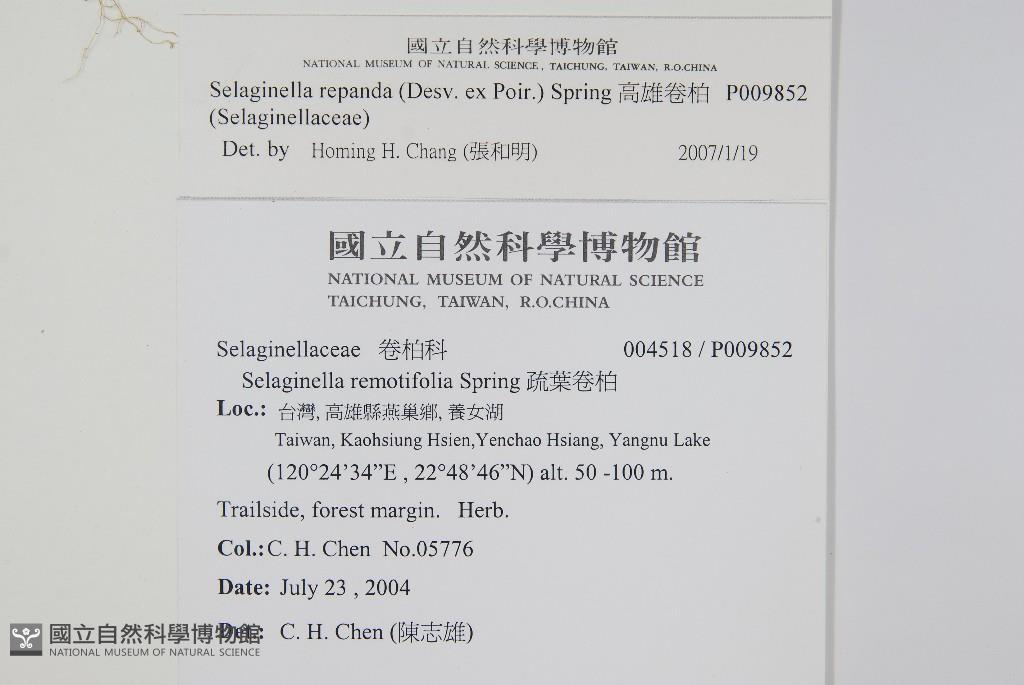 國立自然科學博物館
NATIONAL MUSEUM OF NATURAL SCIENCE, TAICHUNG, TAIWAN, R.O.CHINA
Selaginella repanda (Desv. ex Poir.) Spring 高雄卷柏 P009852
(Selaginellaceae)
Det. by Homing H. Chang (張和明) 2007/1/19
國立自然科學博物館
NATIONAL MUSEUM OF NATURAL SCIENCE
TAICHUNG, TAIWAN, R.O.CHINA
Selaginellaceae 卷柏科 004518 / P009852
Selaginella remotifolia Spring 疏葉卷柏
Loc.: 台灣, 高雄縣燕巢鄉, 養女湖
Taiwan, Kaohsiung Hsien,Yenchao Hsiang, Yangnu Lake
(120°24’34”E , 22°48’46”N) alt. 50 -100 m.
Trailside, forest margin. Herb.
Col.: C. H. Chen No.05776
Date: July 23 , 2004
Det.: C. H. Chen (陳志雄)
國立自然科學博物館
NATIONAL MUSEUM OF NATURAL SCIENCE